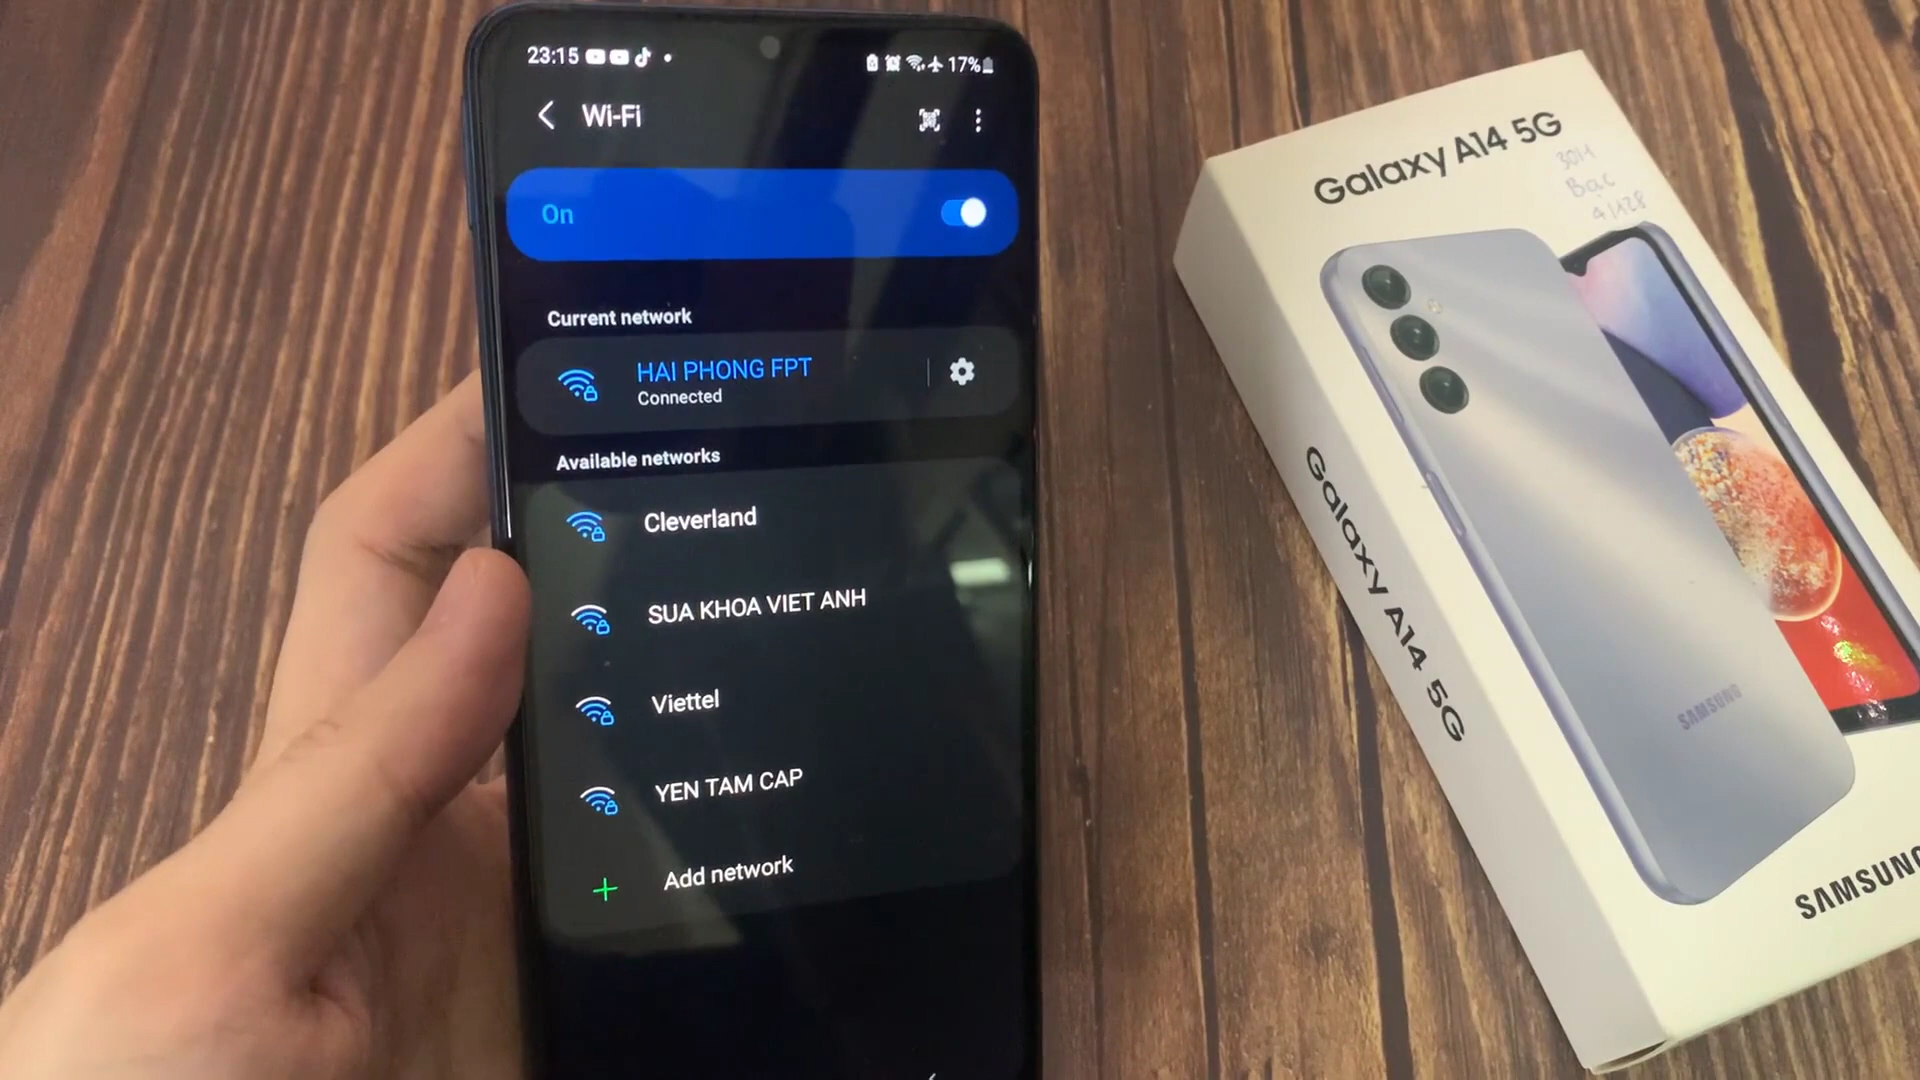 23:15
17%
Wi-Fi
On
Current network
HAI PHONG FPT
Connected
Available networks
Cleverland
SUA KHOA VIET ANH
Viettel
YEN TAM CAP
Add network
Galaxy A14 5G
Bạc
Galaxy A14 5G
SAMSUNG
SAMSUNG